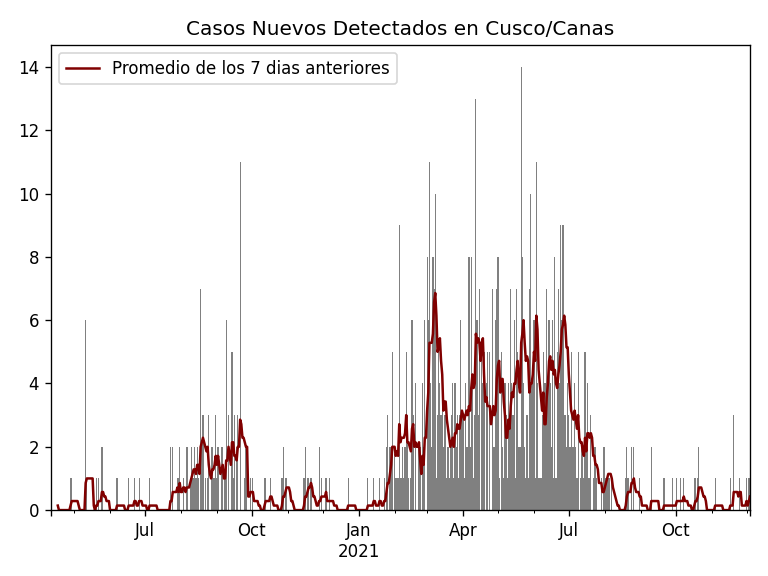 Casos Nuevos Detectados en Cusco/Canas
Promedio de los 7 dias anteriores
14
12
10
8
6
4
2
0
Jul
Oct
Jan
2021
Apr
Jul
Oct